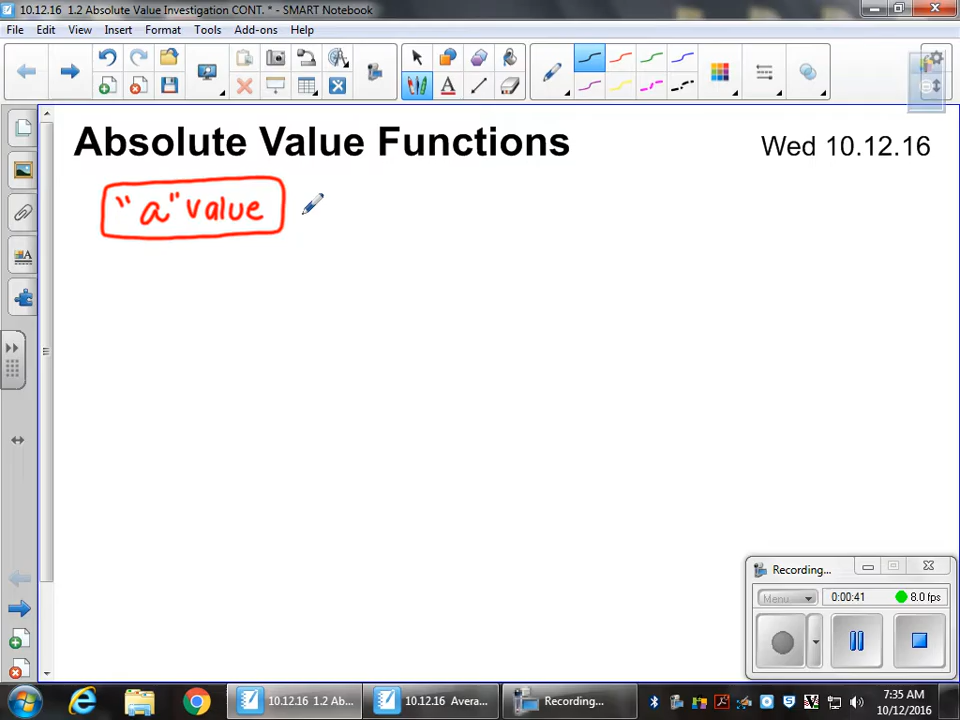 10.12.16 1.2 Absolute Value Investigation CONT. * - SMART Notebook
File Edit View Insert Format Tools Add-ons Help
Absolute Value Functions
Wed 10.12.16
"a" value
Recording...
Menu 0:00:41 8.0 fps
10.12.16 1.2 Ab... 10.12.16 Avera... Recording... 7:35 AM
10/12/2016